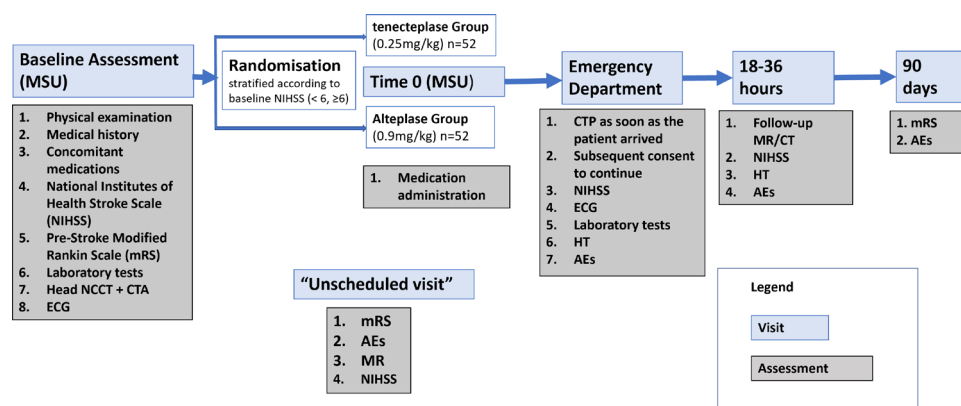 Baseline Assessment
(MSU)
1. Physical examination
2. Medical history
3. Concomitant
medications
4. National Institutes of
Health Stroke Scale
(NIHSS)
5. Pre-Stroke Modified
Rankin Scale (mRS)
6. Laboratory tests
7. Head NCCT + CTA
8. ECG
Randomisation
stratified according to
baseline NIHSS (< 6, ≥6)
tenecteplase Group
(0.25mg/kg) n=52
Time 0 (MSU)
Alteplase Group
(0.9mg/kg) n=52
1. Medication
administration
Emergency
Department
1. CTP as soon as the
patient arrived
2. Subsequent consent
to continue
3. NIHSS
4. ECG
5. Laboratory tests
6. HT
7. AEs
18-36
hours
1. Follow-up
MR/CT
2. NIHSS
3. HT
4. AEs
90
days
1. mRS
2. AEs
"Unscheduled visit"
1. mRS
2. AEs
3. MR
4. NIHSS
Legend
Visit
Assessment